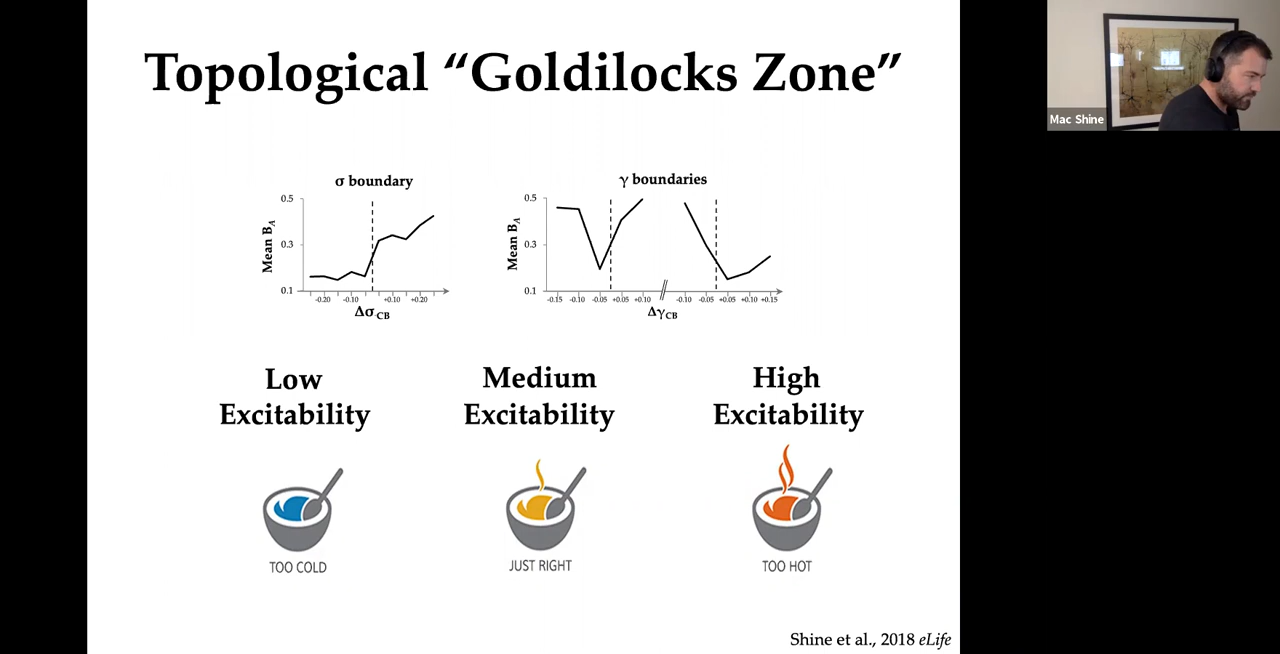 Topological “Goldilocks Zone”
Mac Shine
σ boundary
Mean B_A
0.5
0.3
0.1
-0.20
-0.10
+0.10
+0.20
Δσ_CB
γ boundaries
Mean B_A
0.5
0.3
0.1
-0.15
-0.10
-0.05
+0.05
+0.10
-0.10
-0.05
+0.05
+0.10
+0.15
Δγ_CB
Low
Excitability
Medium
Excitability
High
Excitability
TOO COLD
JUST RIGHT
TOO HOT
Shine et al., 2018 eLife